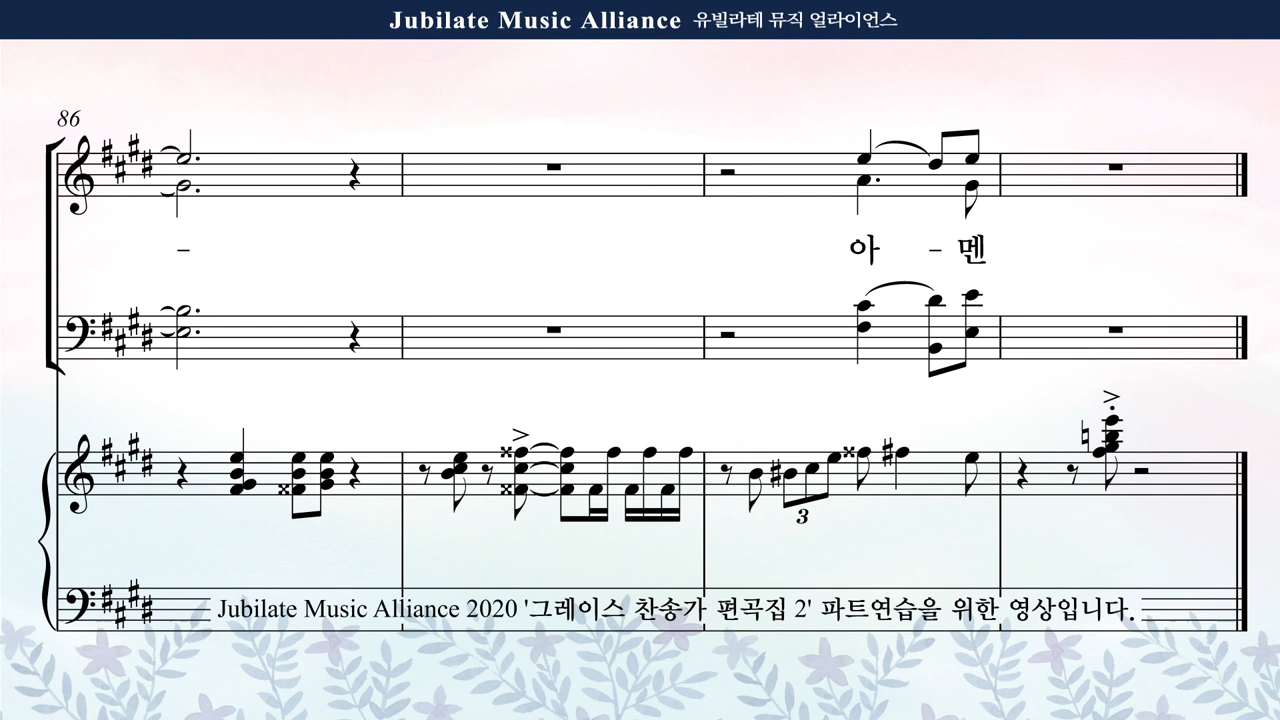 Jubilate Music Alliance 유빌라테 뮤직 얼라이언스
86
아 - 멘
3
Jubilate Music Alliance 2020 '그레이스 찬송가 편곡집 2' 파트연습을 위한 영상입니다.